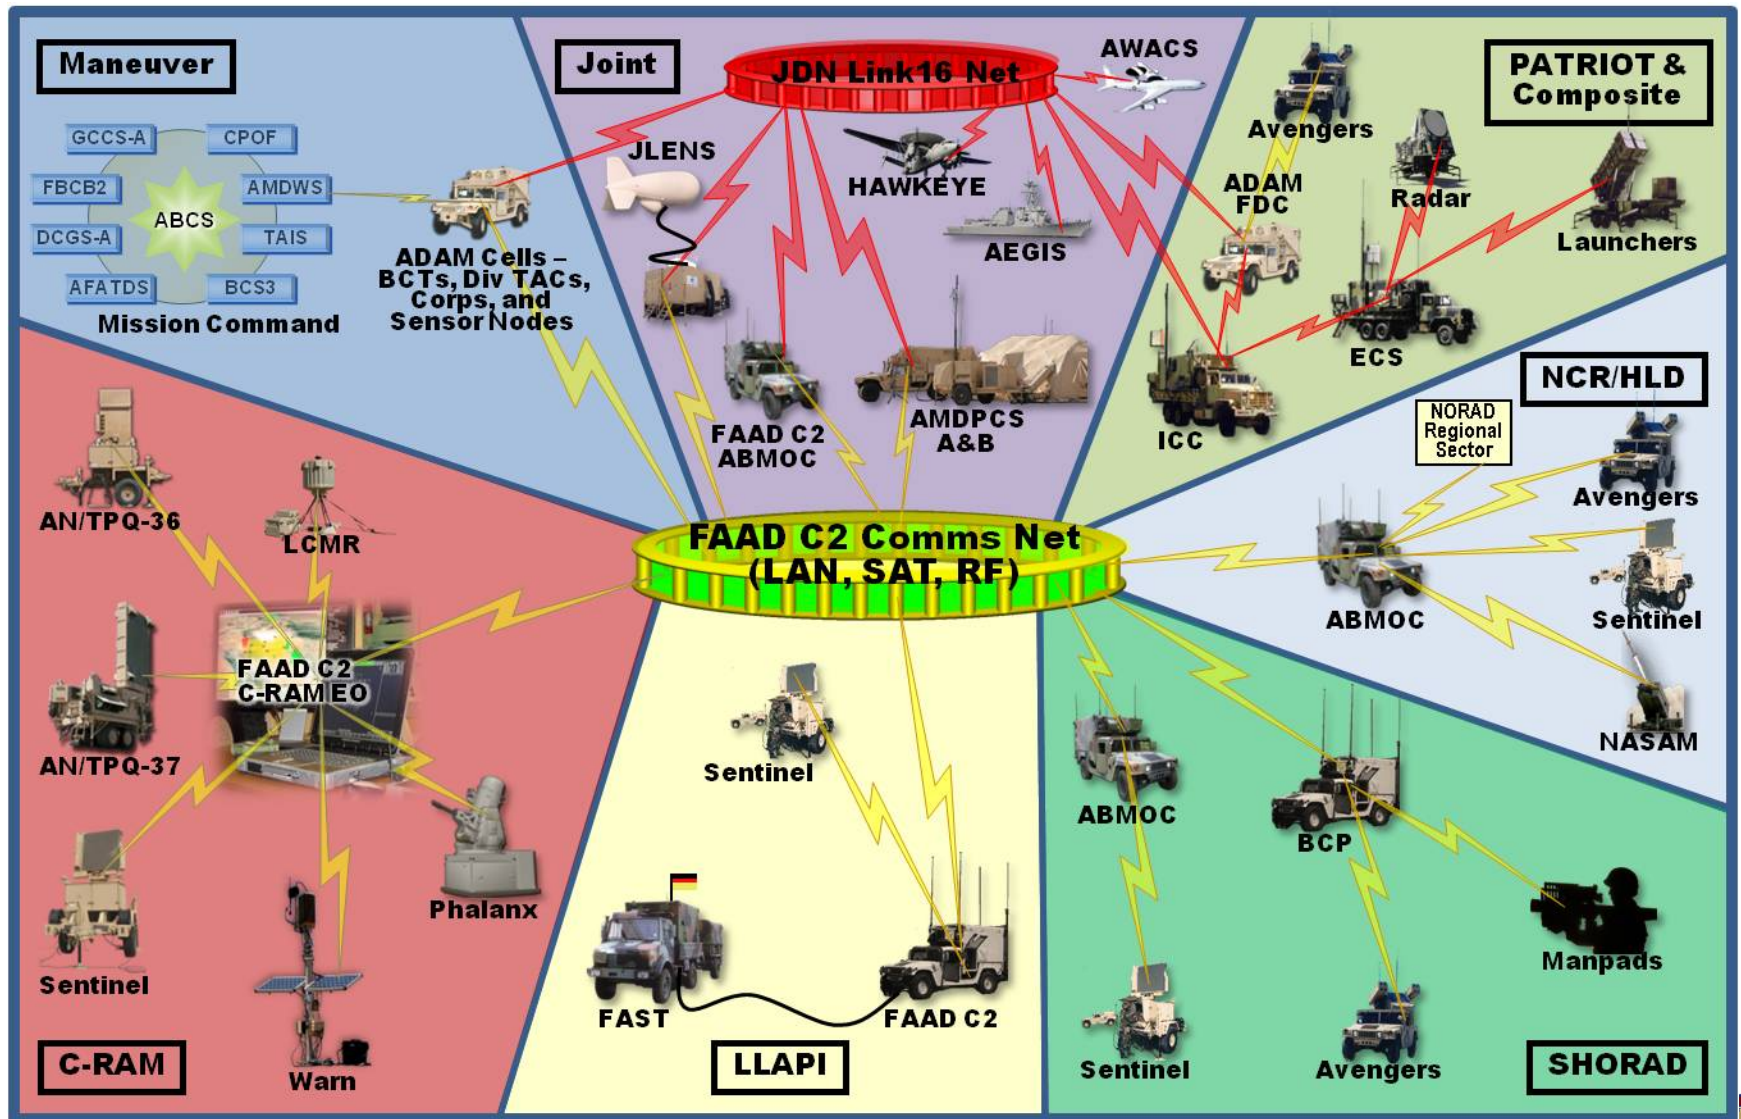 Maneuver
GCCS-A
CPOF
FBCB2
AMDWS
ABCS
DCGS-A
TAIS
AFATDS
BCS3
Mission Command
ADAM Cells –
BCTs, Div TACs,
Corps, and
Sensor Nodes
Joint
JDN Link16 Net
AWACS
JLENS
HAWKEYE
AEGIS
FAAD C2
ABMOC
AMDPCS
A&B
PATRIOT &
Composite
Avengers
Radar
ADAM
FDC
Launchers
ECS
ICC
NCR/HLD
NORAD
Regional
Sector
Avengers
ABMOC
Sentinel
NASAM
FAAD C2 Comms Net
(LAN, SAT, RF)
AN/TPQ-36
LCMR
FAAD C2
C-RAM EO
AN/TPQ-37
Phalanx
Sentinel
Warn
C-RAM
Sentinel
FAST
FAAD C2
LLAPI
ABMOC
BCP
Manpads
Sentinel
Avengers
SHORAD